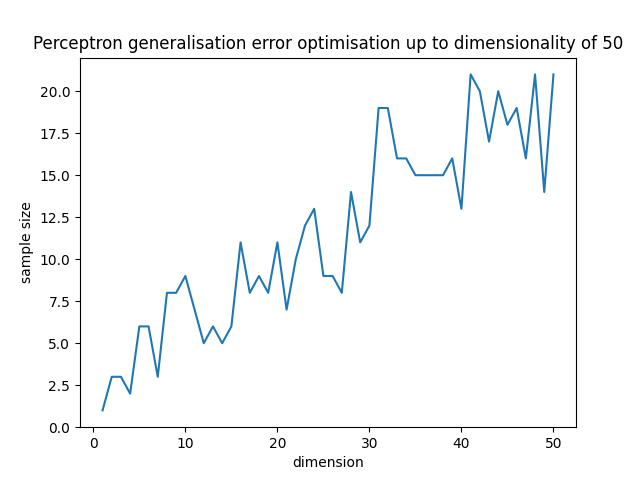 Perceptron generalisation error optimisation up to dimensionality of 50
20.0
17.5
15.0
12.5
10.0
7.5
5.0
2.5
0.0
sample size
0 10 20 30 40 50
dimension